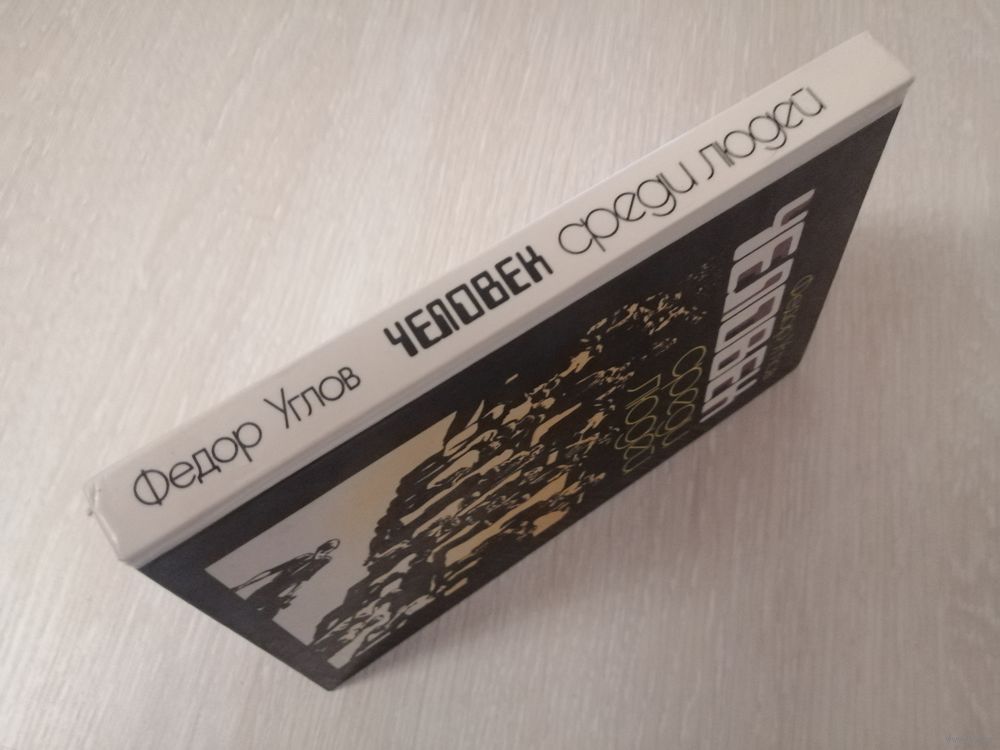 Федор Углов ЧЕЛОВЕК среди людей
Федор Углов
ЧЕЛОВЕК
среди
людей